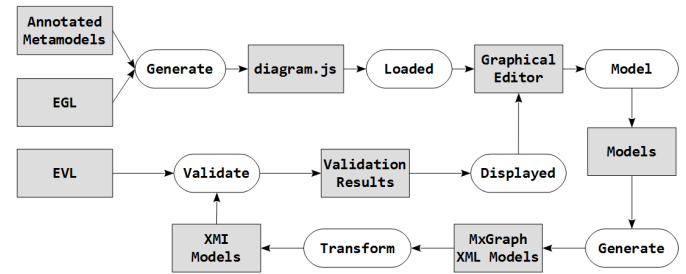 Annotated
Metamodels
Generate
diagram.js
Loaded
Graphical
Editor
Model
EGL
EVL
Validate
Validation
Results
Displayed
Models
XMI
Models
Transform
MxGraph
XML Models
Generate